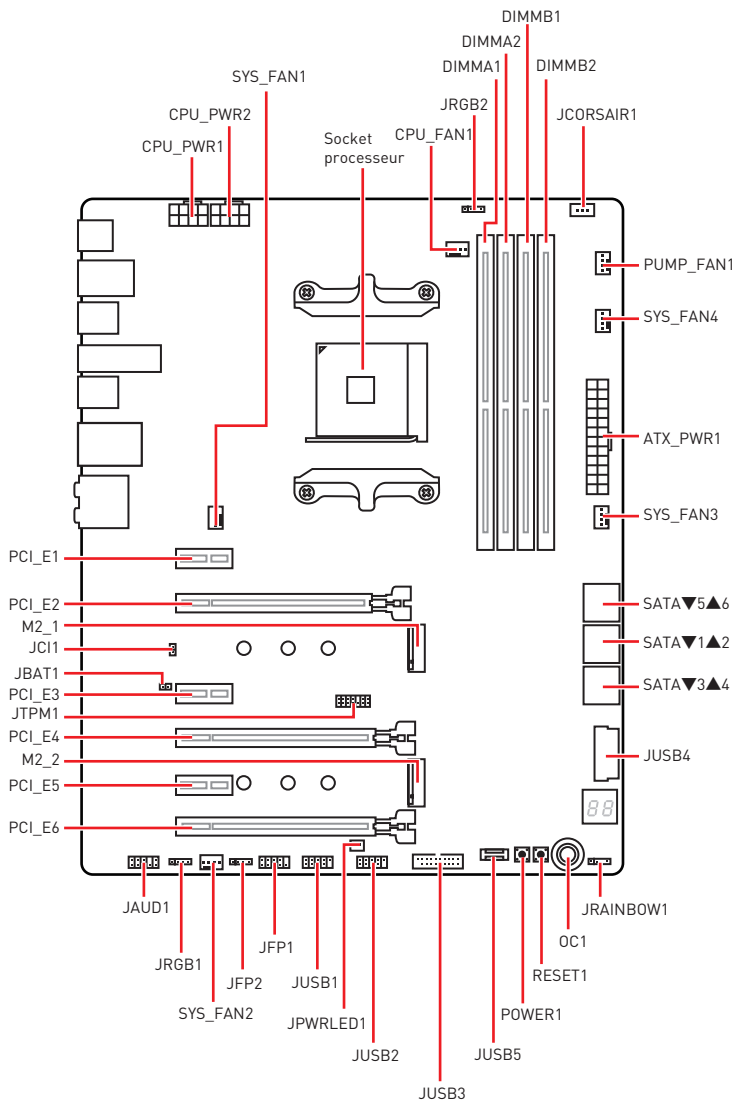 DIMMB1
DIMMA2
DIMMA1
DIMMB2
SYS_FAN1
JRGB2
CPU_PWR2
JCORSAIR1
CPU_FAN1
Socket
processeur
CPU_PWR1
PUMP_FAN1
SYS_FAN4
ATX_PWR1
SYS_FAN3
PCI_E1
PCI_E2
SATA▼5▲6
M2_1
JCI1
SATA▼1▲2
JBAT1
PCI_E3
SATA▼3▲4
JTPM1
PCI_E4
JUSB4
M2_2
PCI_E5
88
PCI_E6
JAUD1
JRAINBOW1
JRGB1
JFP1
OC1
JFP2
JUSB1
RESET1
SYS_FAN2
POWER1
JPWRLED1
JUSB2
JUSB5
JUSB3